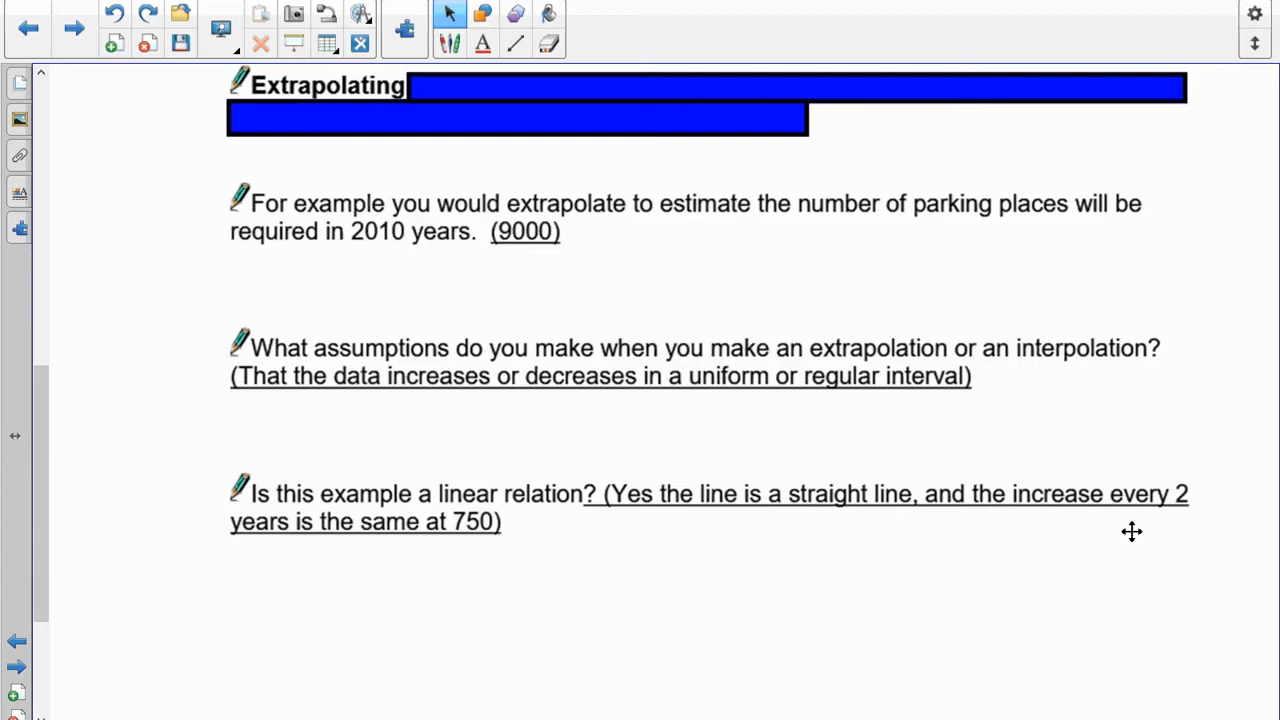 Extrapolating
For example you would extrapolate to estimate the number of parking places will be
required in 2010 years. (9000)
What assumptions do you make when you make an extrapolation or an interpolation?
(That the data increases or decreases in a uniform or regular interval)
Is this example a linear relation? (Yes the line is a straight line, and the increase every 2
years is the same at 750)